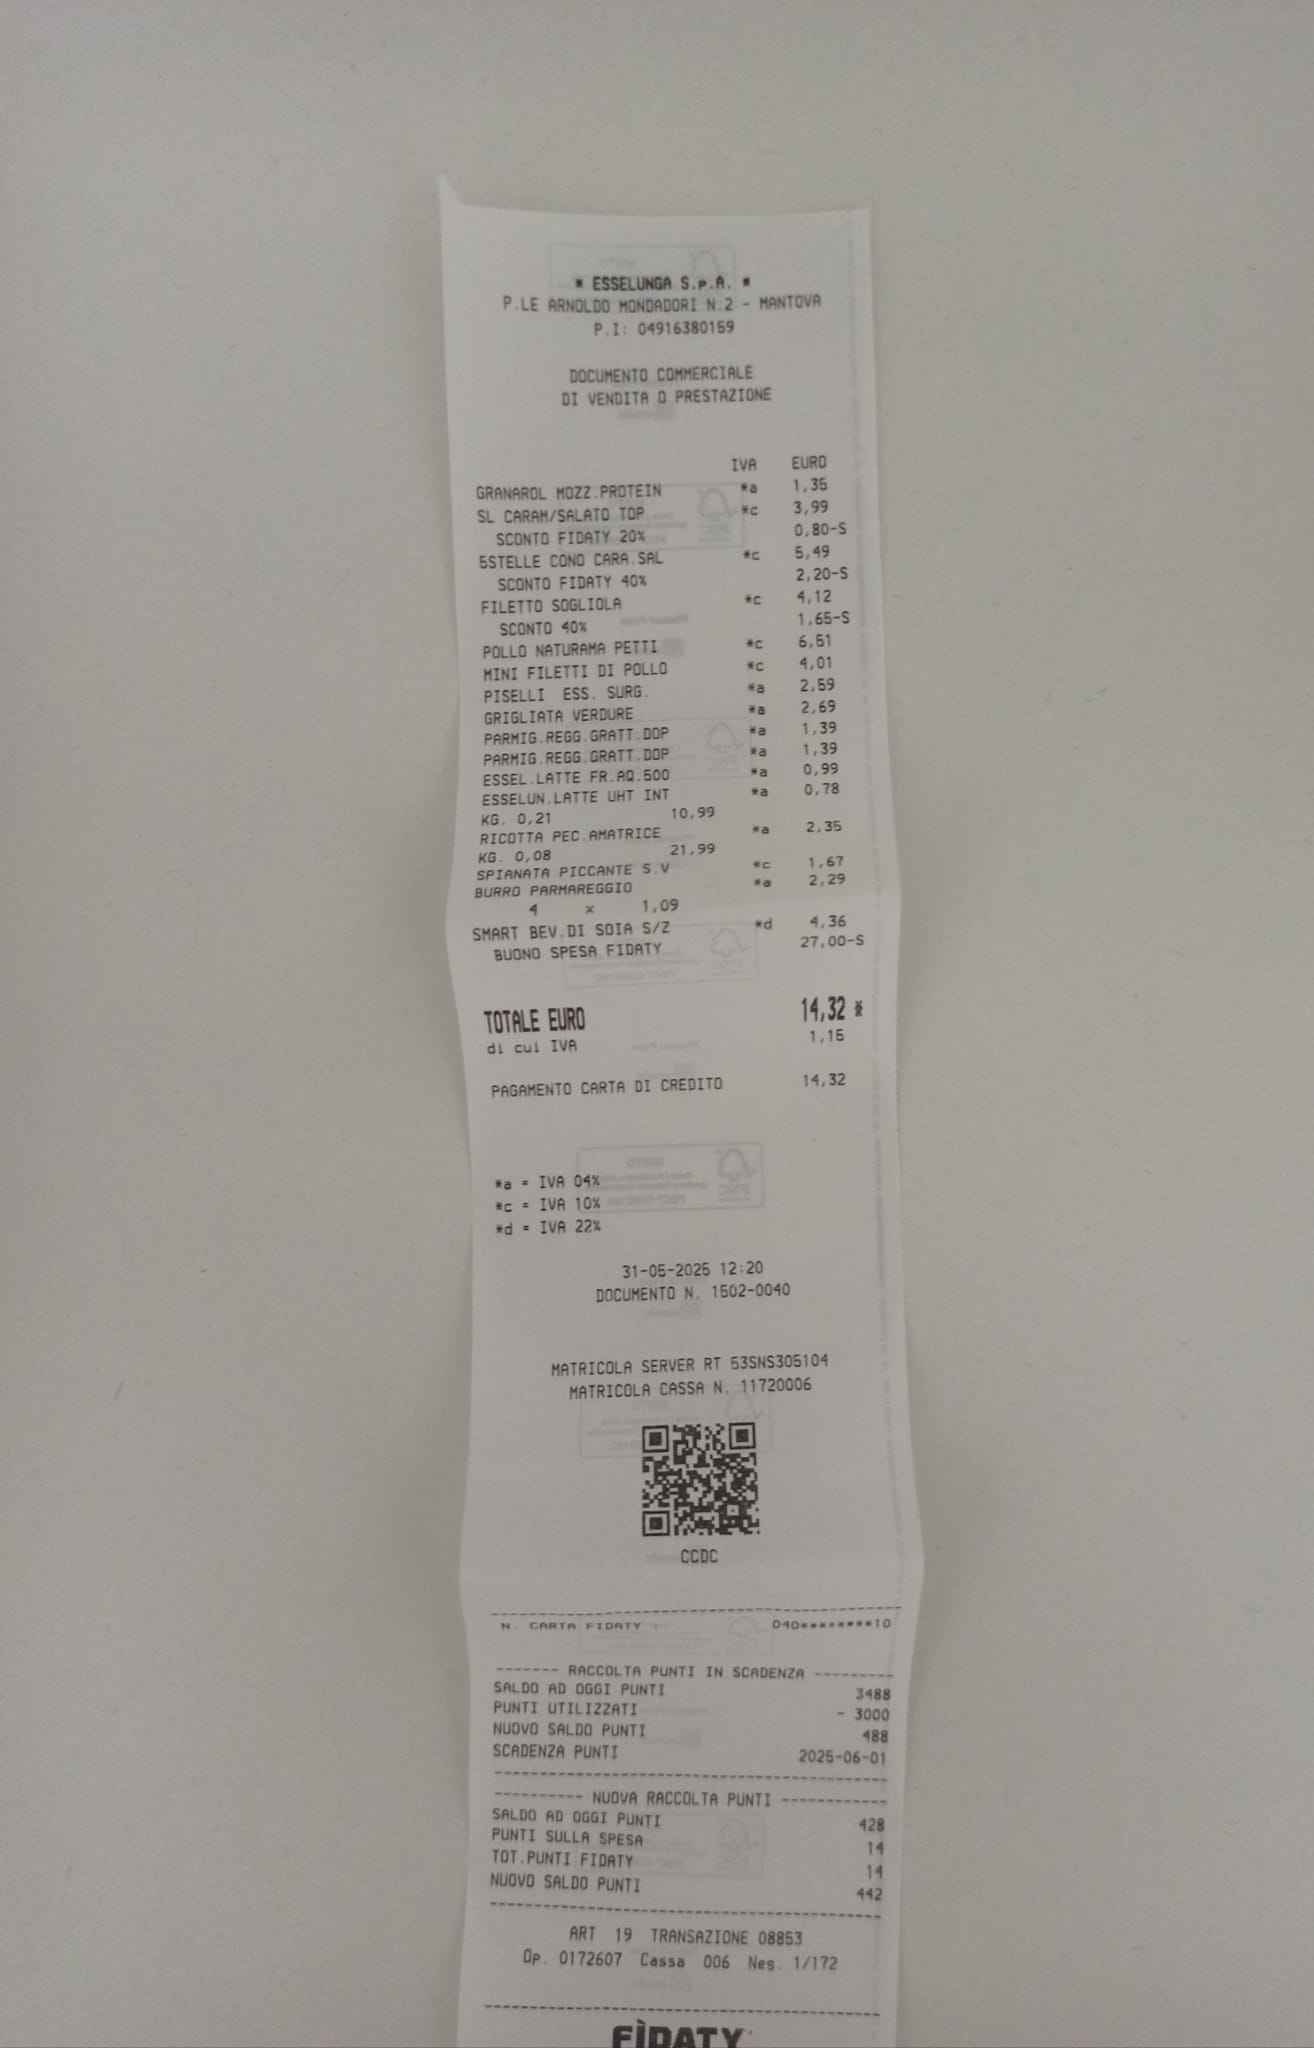 * ESSELUNGA S.p.A. *
P.LE ARNOLDO MONDADORI N.2 - MANTOVA
P.I: 04916380159
DOCUMENTO COMMERCIALE
DI VENDITA O PRESTAZIONE
IVA EURO
GRANAROL MOZZ.PROTEIN *a 1,35
SL CARAM/SALATO TOP *c 3,99
SCONTO FIDATY 20% 0,80-S
5STELLE CONO CARA.SAL *c 5,49
SCONTO FIDATY 40% 2,20-S
FILETTO SOGLIOLA *c 4,12
SCONTO 40% 1,65-S
POLLO NATURAMA PETTI *c 6,51
MINI FILETTI DI POLLO *c 4,01
PISELLI ESS. SURG. *a 2,59
GRIGLIATA VERDURE *a 2,69
PARMIG.REGG.GRATT.DOP *a 1,39
PARMIG.REGG.GRATT.DOP *a 1,39
ESSEL.LATTE FR.AQ.500 *a 0,99
ESSELUN.LATTE UHT INT *a 0,78
KG. 0,21 10,99
RICOTTA PEC.AMATRICE *a 2,35
KG. 0,08 21,99
SPIANATA PICCANTE S.V *c 1,67
BURRO PARMAREGGIO *a 2,29
4 x 1,09
SMART BEV.DI SOIA S/Z *d 4,36
BUONO SPESA FIDATY 27,00-S
TOTALE EURO 14,32 *
di cui IVA 1,15
PAGAMENTO CARTA DI CREDITO 14,32
*a = IVA 04%
*c = IVA 10%
*d = IVA 22%
31-05-2025 12:20
DOCUMENTO N. 1502-0040
MATRICOLA SERVER RT 53SNS305104
MATRICOLA CASSA N. 11720006
CCDC
N. CARTA FIDATY : 040********10
------- RACCOLTA PUNTI IN SCADENZA ---------
SALDO AD OGGI PUNTI 3488
PUNTI UTILIZZATI - 3000
NUOVO SALDO PUNTI 488
SCADENZA PUNTI 2025-06-01
---------- NUOVA RACCOLTA PUNTI ------------
SALDO AD OGGI PUNTI 428
PUNTI SULLA SPESA 14
TOT.PUNTI FIDATY 14
NUOVO SALDO PUNTI 442
ART 19 TRANSAZIONE 08853
Op. 0172607 Cassa 006 Neg. 1/172
FÌDATY